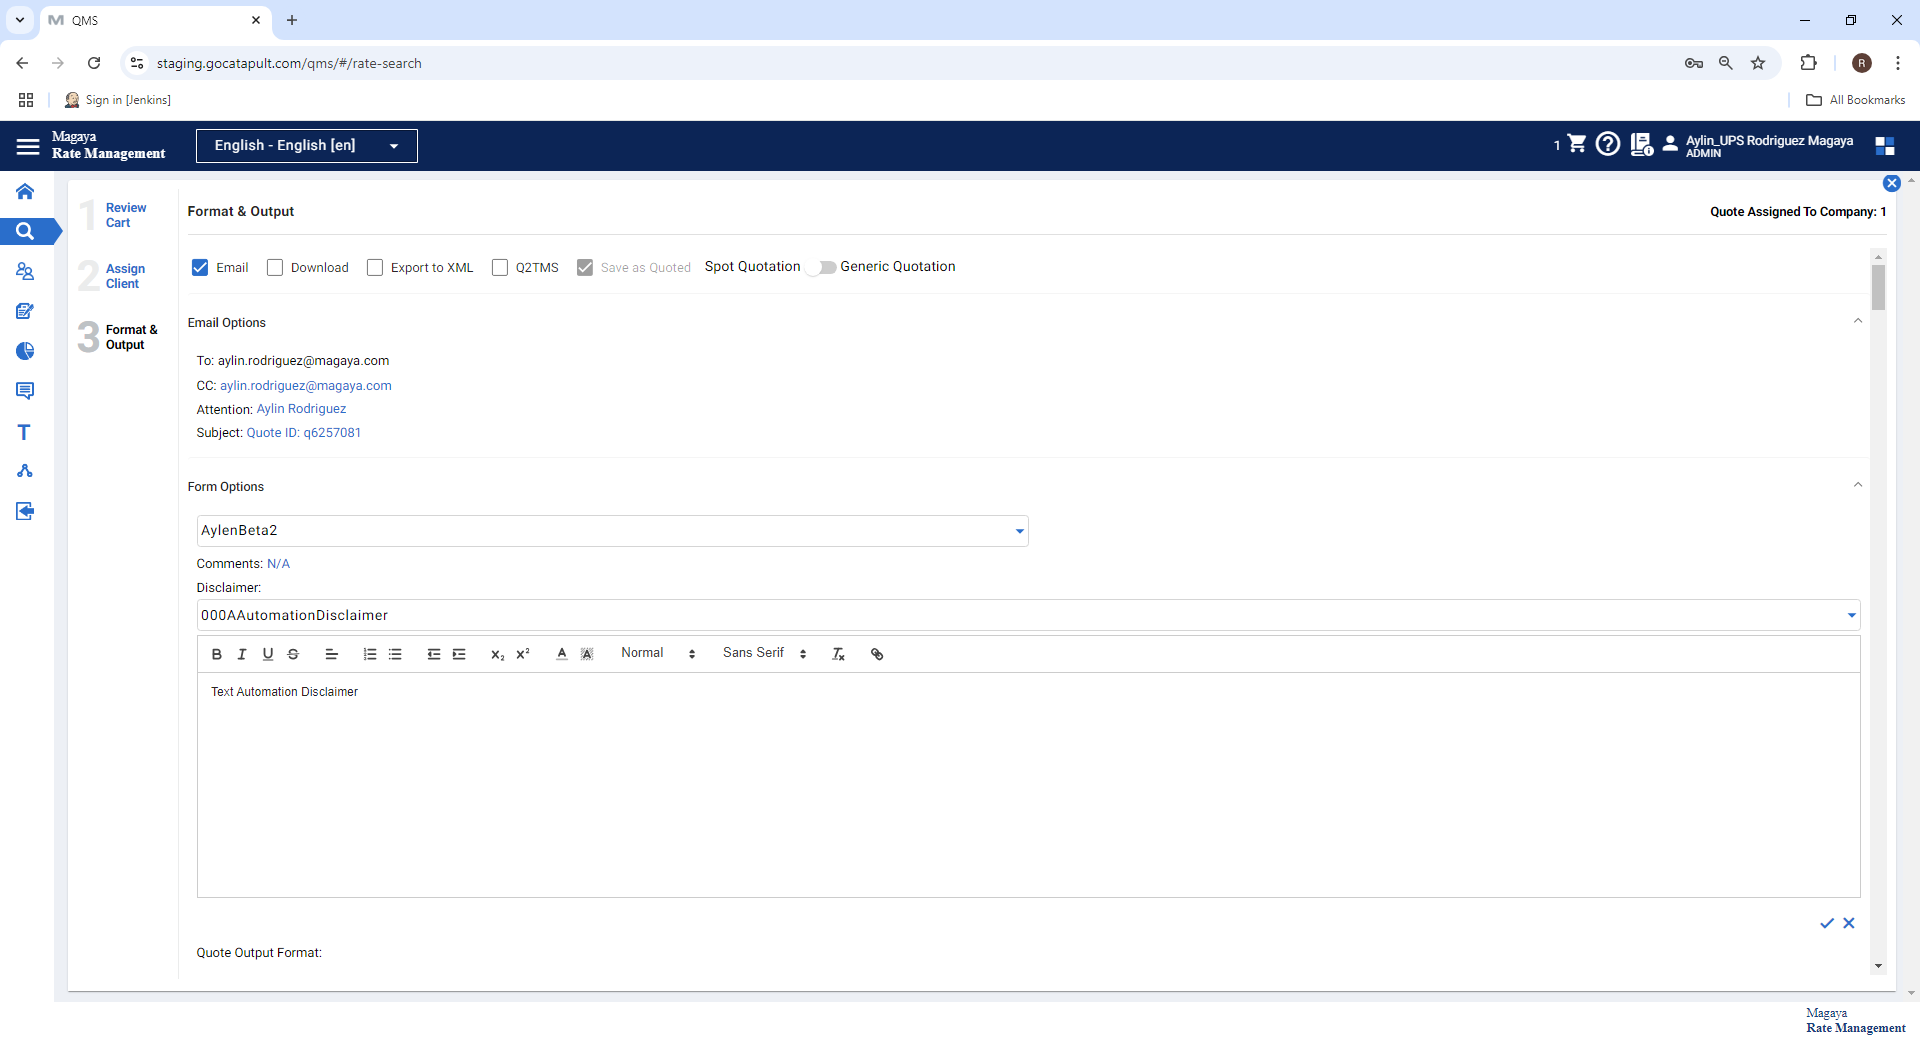 QMS
staging.gocatapult.com/qms/#/rate-search
R
Sign in [Jenkins]
All Bookmarks
Magaya
Rate Management
English - English [en]
1
Aylin_UPS Rodriguez Magaya
ADMIN
1 Review Cart
2 Assign Client
3 Format & Output
Format & Output
Quote Assigned To Company: 1
Email
Download
Export to XML
Q2TMS
Save as Quoted
Spot Quotation
Generic Quotation
Email Options
To: aylin.rodriguez@magaya.com
CC: aylin.rodriguez@magaya.com
Attention: Aylin Rodriguez
Subject: Quote ID: q6257081
Form Options
AylenBeta2
Comments: N/A
Disclaimer:
000AAutomationDisclaimer
Normal
Sans Serif
Text Automation Disclaimer
Quote Output Format:
Magaya
Rate Management